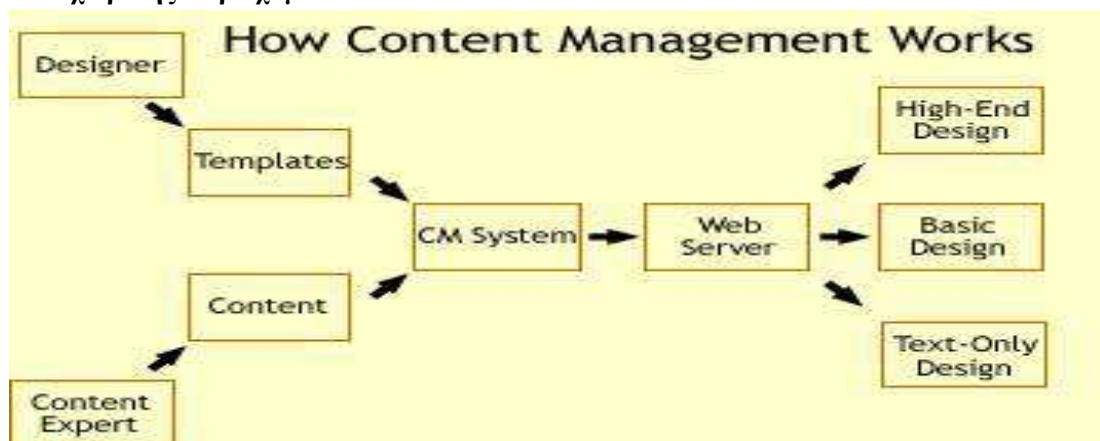 How Content Management Works
Designer
Templates
Content
Content
Expert
CM System
Web
Server
High-End
Design
Basic
Design
Text-Only
Design